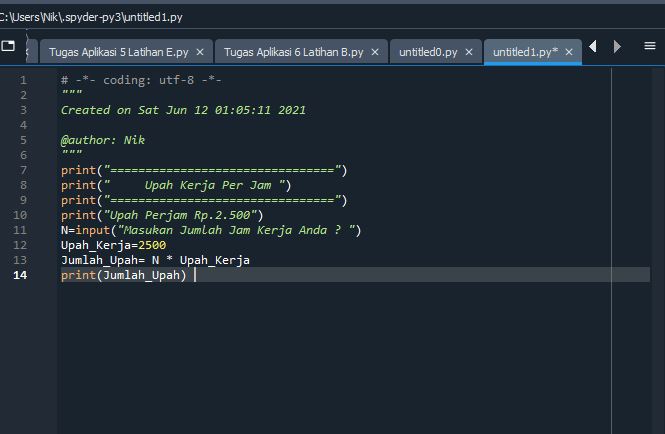 C:\Users\Nik\.spyder-py3\untitled1.py
Tugas Aplikasi 5 Latihan E.py × Tugas Aplikasi 6 Latihan B.py × untitled0.py × untitled1.py* ×
1 # -*- coding: utf-8 -*-
2 """
3 Created on Sat Jun 12 01:05:11 2021
4
5 @author: Nik
6 """
7 print("================================")
8 print("     Upah Kerja Per Jam ")
9 print("================================")
10 print("Upah Perjam Rp.2.500")
11 N=input("Masukan Jumlah Jam Kerja Anda ? ")
12 Upah_Kerja=2500
13 Jumlah_Upah= N * Upah_Kerja
14 print(Jumlah_Upah)